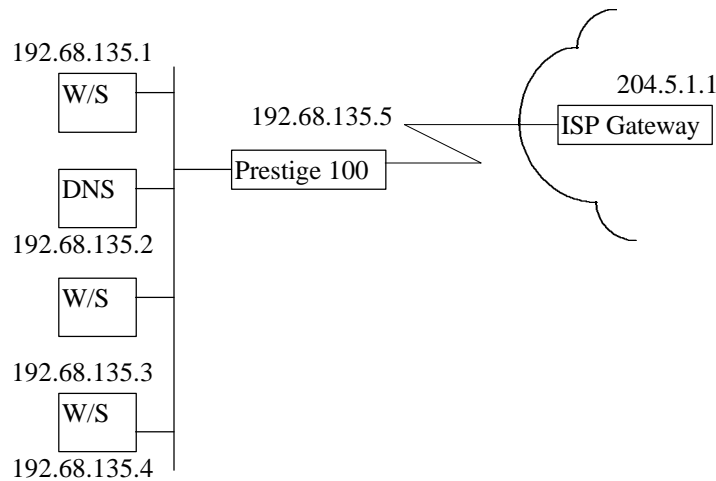 192.68.135.1
W/S
204.5.1.1
192.68.135.5
ISP Gateway
Prestige 100
DNS
192.68.135.2
W/S
192.68.135.3
W/S
192.68.135.4